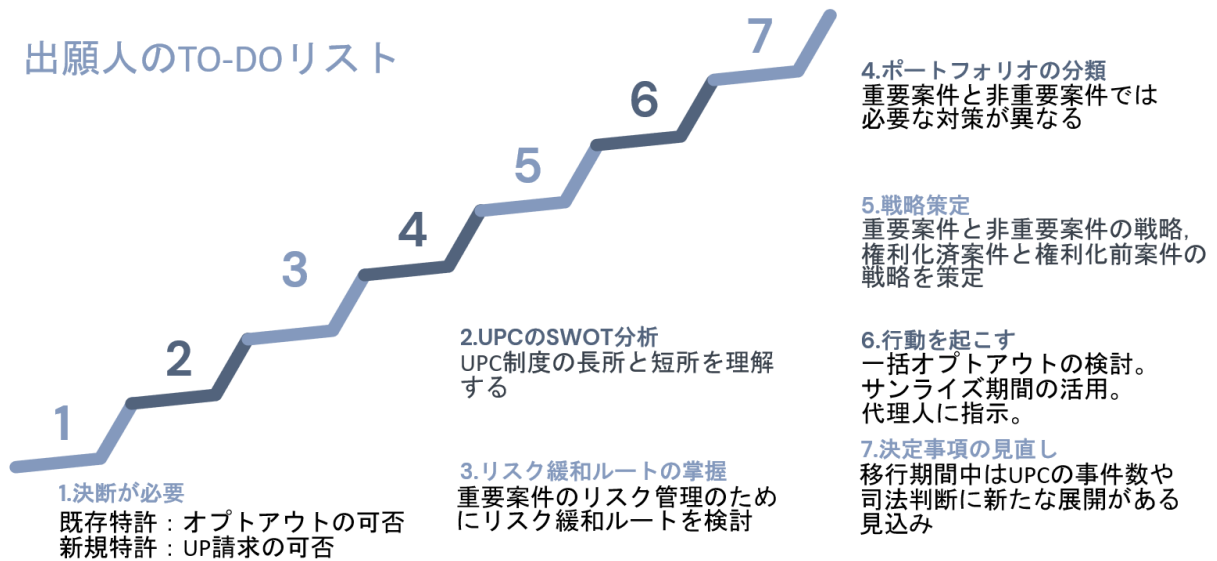 出願人のTO-DOリスト
1
2
3
4
5
6
7
1.決断が必要
既存特許：オプトアウトの可否
新規特許：UP請求の可否
2.UPCのSWOT分析
UPC制度の長所と短所を理解
する
3.リスク緩和ルートの掌握
重要案件のリスク管理のため
にリスク緩和ルートを検討
4.ポートフォリオの分類
重要案件と非重要案件では
必要な対策が異なる
5.戦略策定
重要案件と非重要案件の戦略,
権利化済案件と権利化前案件の
戦略を策定
6.行動を起こす
一括オプトアウトの検討。
サンライズ期間の活用。
代理人に指示。
7.決定事項の見直し
移行期間中はUPCの事件数や
司法判断に新たな展開がある
見込み